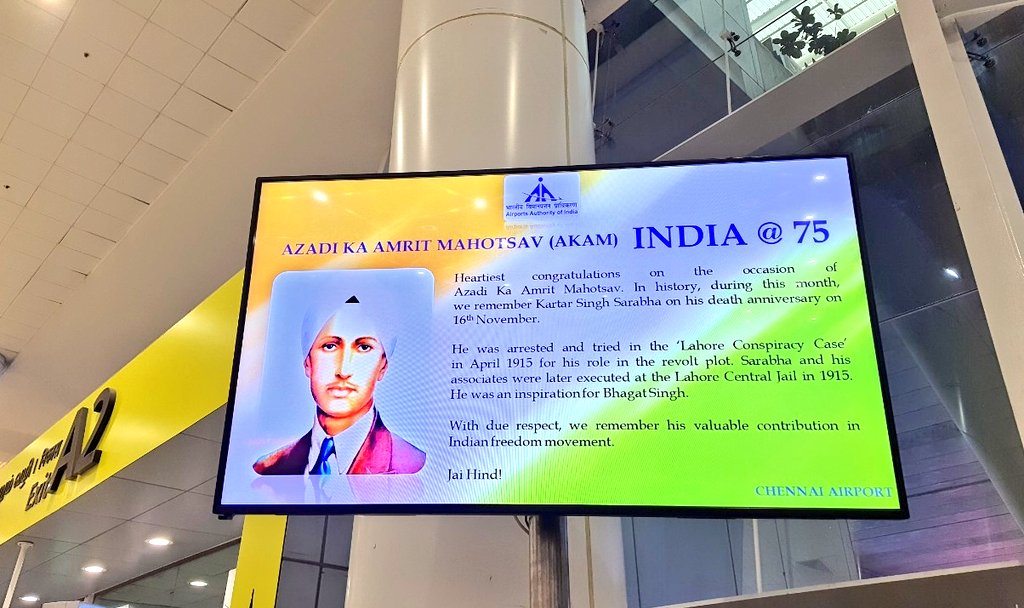 भारतीय विमानपत्तन प्राधिकरण
Airports Authority of India
AZADI KA AMRIT MAHOTSAV (AKAM) INDIA @ 75
Heartiest congratulations on the occasion of
Azadi Ka Amrit Mahotsav. In history, during this month,
we remember Kartar Singh Sarabha on his death anniversary on
16th November.
He was arrested and tried in the 'Lahore Conspiracy Case'
in April 1915 for his role in the revolt plot. Sarabha and his
associates were later executed at the Lahore Central Jail in 1915.
He was an inspiration for Bhagat Singh.
With due respect, we remember his valuable contribution in
Indian freedom movement.
Jai Hind!
CHENNAI AIRPORT
Exit A2